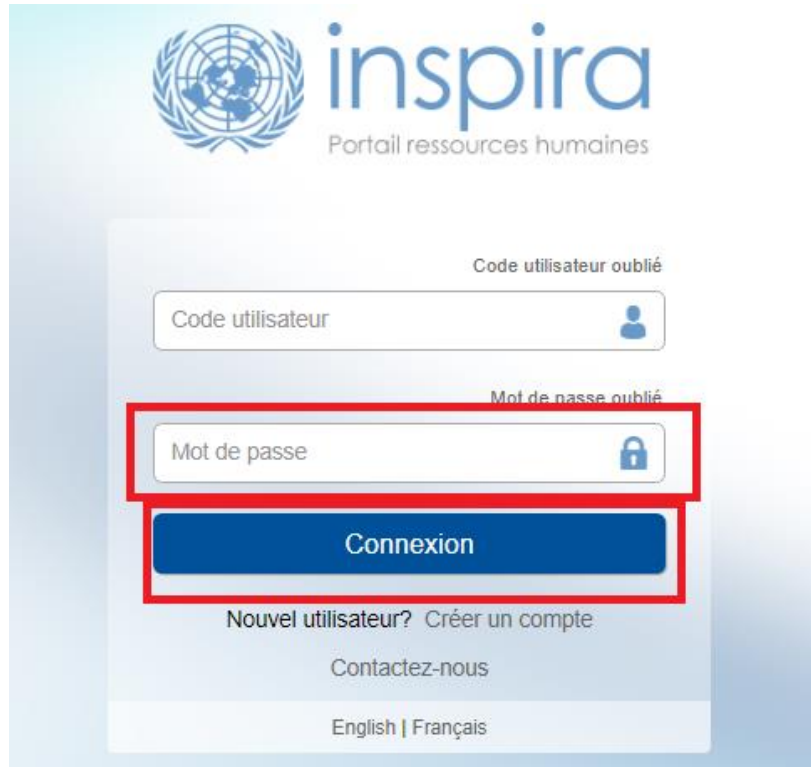 inspira
Portail ressources humaines
Code utilisateur oublié
Code utilisateur
Mot de passe oublié
Mot de passe
Connexion
Nouvel utilisateur? Créer un compte
Contactez-nous
English | Français